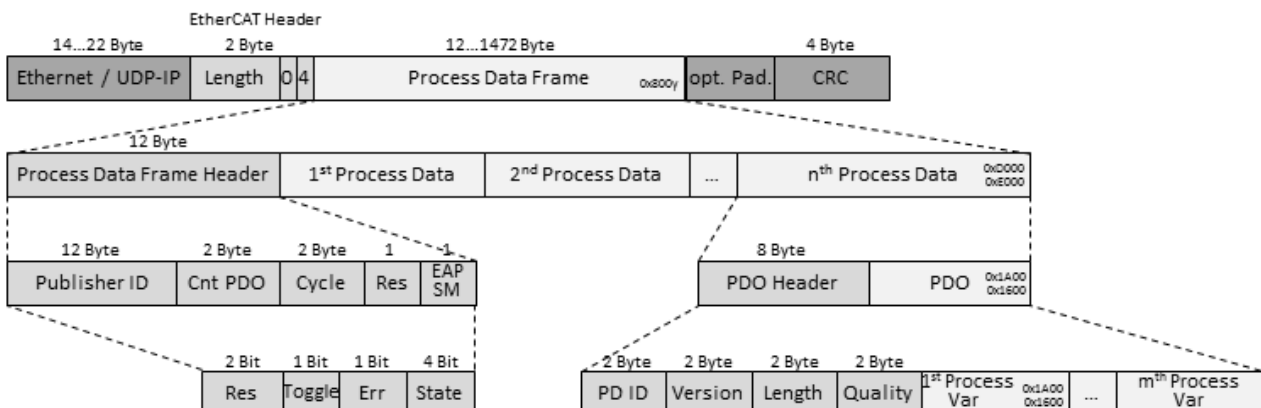 EtherCAT Header
14...22 Byte 2 Byte 12...1472 Byte 4 Byte
Ethernet / UDP-IP Length 0 4 Process Data Frame 0x800y opt. Pad. CRC
12 Byte
Process Data Frame Header 1st Process Data 2nd Process Data ... nth Process Data 0xD000
0xE000
12 Byte 2 Byte 2 Byte 1 1 8 Byte
Publisher ID Cnt PDO Cycle Res EAP SM PDO Header PDO 0x1A00
0x1600
2 Bit 1 Bit 1 Bit 4 Bit 2 Byte 2 Byte 2 Byte 2 Byte
Res Toggle Err State PD ID Version Length Quality 1st Process Var 0x1A00
0x1600 ... mth Process Var